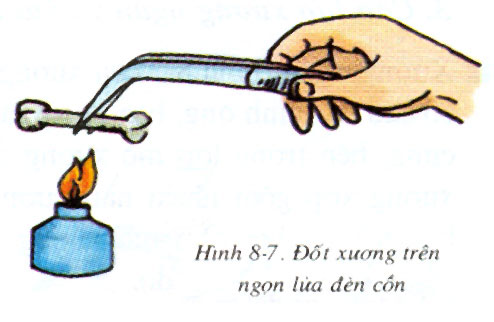 Hình 8-7. Đốt xương trên
ngọn lửa đèn cồn